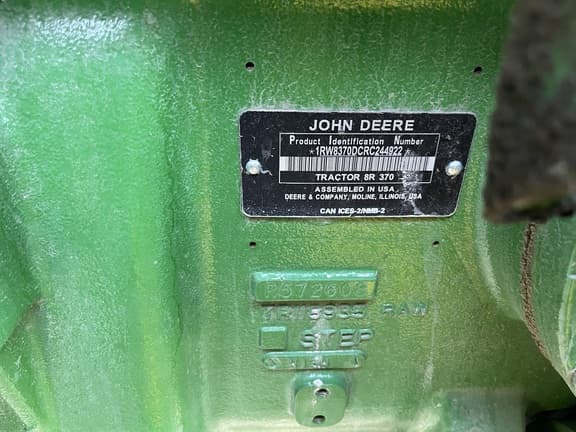 JOHN DEERE
Product Identification Number
*1RW8370DCRC244922*
TRACTOR 8R 370
ASSEMBLED IN USA
DEERE & COMPANY, MOLINE, ILLINOIS, USA
CAN ICES-2/NMB-2
RAW
STEP